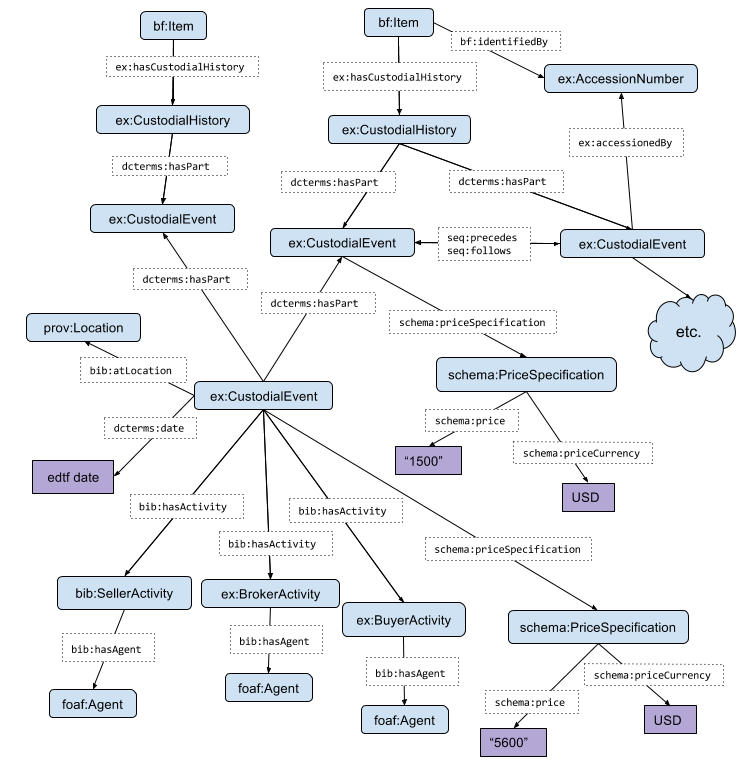 bf:Item
bf:Item
bf:identifiedBy
ex:hasCustodialHistory
ex:hasCustodialHistory
ex:AccessionNumber
ex:CustodialHistory
ex:CustodialHistory
ex:accessionedBy
dcterms:hasPart
dcterms:hasPart
dcterms:hasPart
ex:CustodialEvent
ex:CustodialEvent
seq:precedes
seq:follows
ex:CustodialEvent
dcterms:hasPart
dcterms:hasPart
prov:Location
schema:priceSpecification
etc.
bib:atLocation
schema:PriceSpecification
ex:CustodialEvent
dcterms:date
schema:price
schema:priceCurrency
"1500"
edtf date
USD
bib:hasActivity
bib:hasActivity
bib:hasActivity
schema:priceSpecification
bib:SellerActivity
ex:BrokerActivity
ex:BuyerActivity
schema:PriceSpecification
bib:hasAgent
bib:hasAgent
bib:hasAgent
schema:priceCurrency
foaf:Agent
foaf:Agent
schema:price
foaf:Agent
USD
"5600"